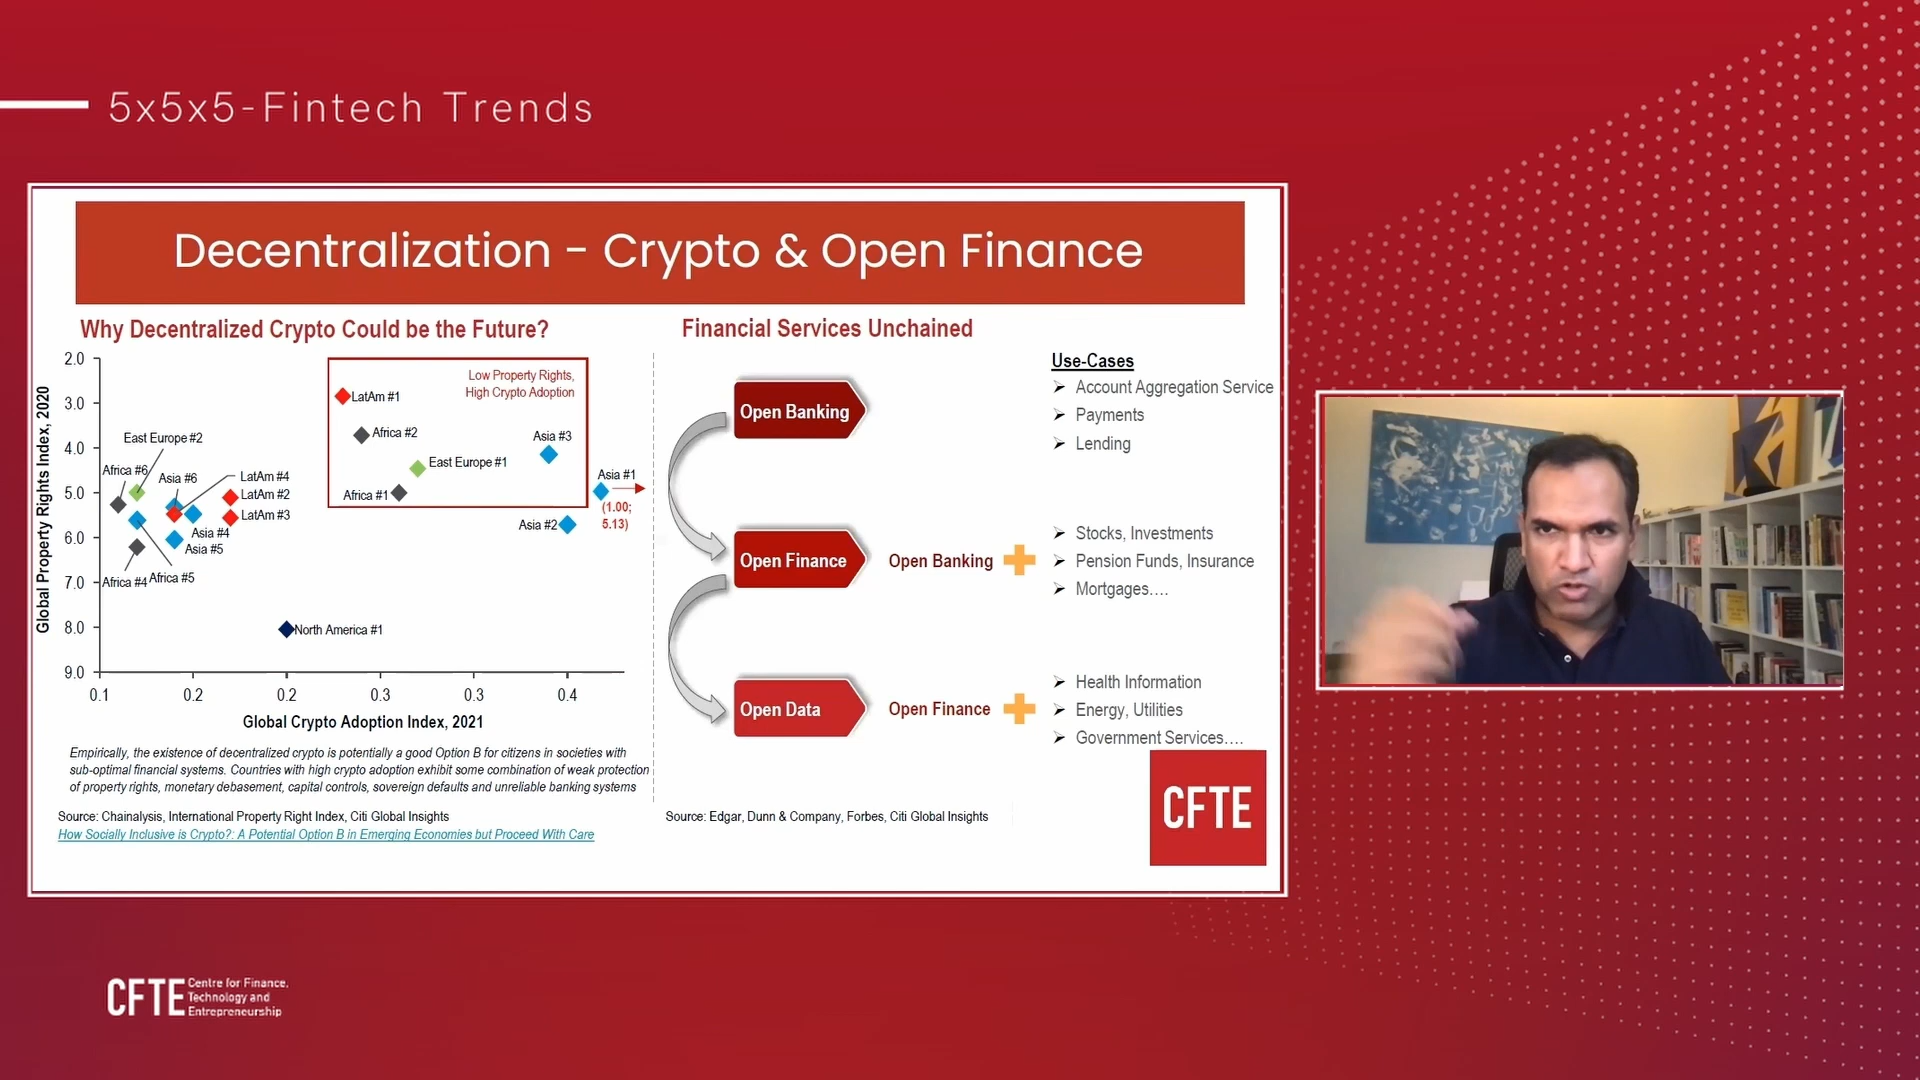 5x5x5-Fintech Trends
Decentralization - Crypto & Open Finance
Why Decentralized Crypto Could be the Future?
Global Property Rights Index, 2020
2.0
3.0
4.0
5.0
6.0
7.0
8.0
9.0
Low Property Rights,
High Crypto Adoption
LatAm #1
Africa #2
Asia #3
East Europe #1
Africa #1
Asia #1
(1.00;
5.13)
Asia #2
East Europe #2
Africa #6
Asia #6
LatAm #4
LatAm #2
LatAm #3
Asia #4
Asia #5
Africa #4
Africa #5
North America #1
0.1
0.2
0.2
0.3
0.3
0.4
Global Crypto Adoption Index, 2021
Empirically, the existence of decentralized crypto is potentially a good Option B for citizens in societies with
sub-optimal financial systems. Countries with high crypto adoption exhibit some combination of weak protection
of property rights, monetary debasement, capital controls, sovereign defaults and unreliable banking systems
Source: Chainalysis, International Property Right Index, Citi Global Insights
How Socially Inclusive is Crypto?: A Potential Option B in Emerging Economies but Proceed With Care
Financial Services Unchained
Use-Cases
Open Banking
Account Aggregation Service
Payments
Lending
Open Finance
Open Banking
Stocks, Investments
Pension Funds, Insurance
Mortgages….
Open Data
Open Finance
Health Information
Energy, Utilities
Government Services….
Source: Edgar, Dunn & Company, Forbes, Citi Global Insights
CFTE
CFTE
Centre for Finance,
Technology and
Entrepreneurship